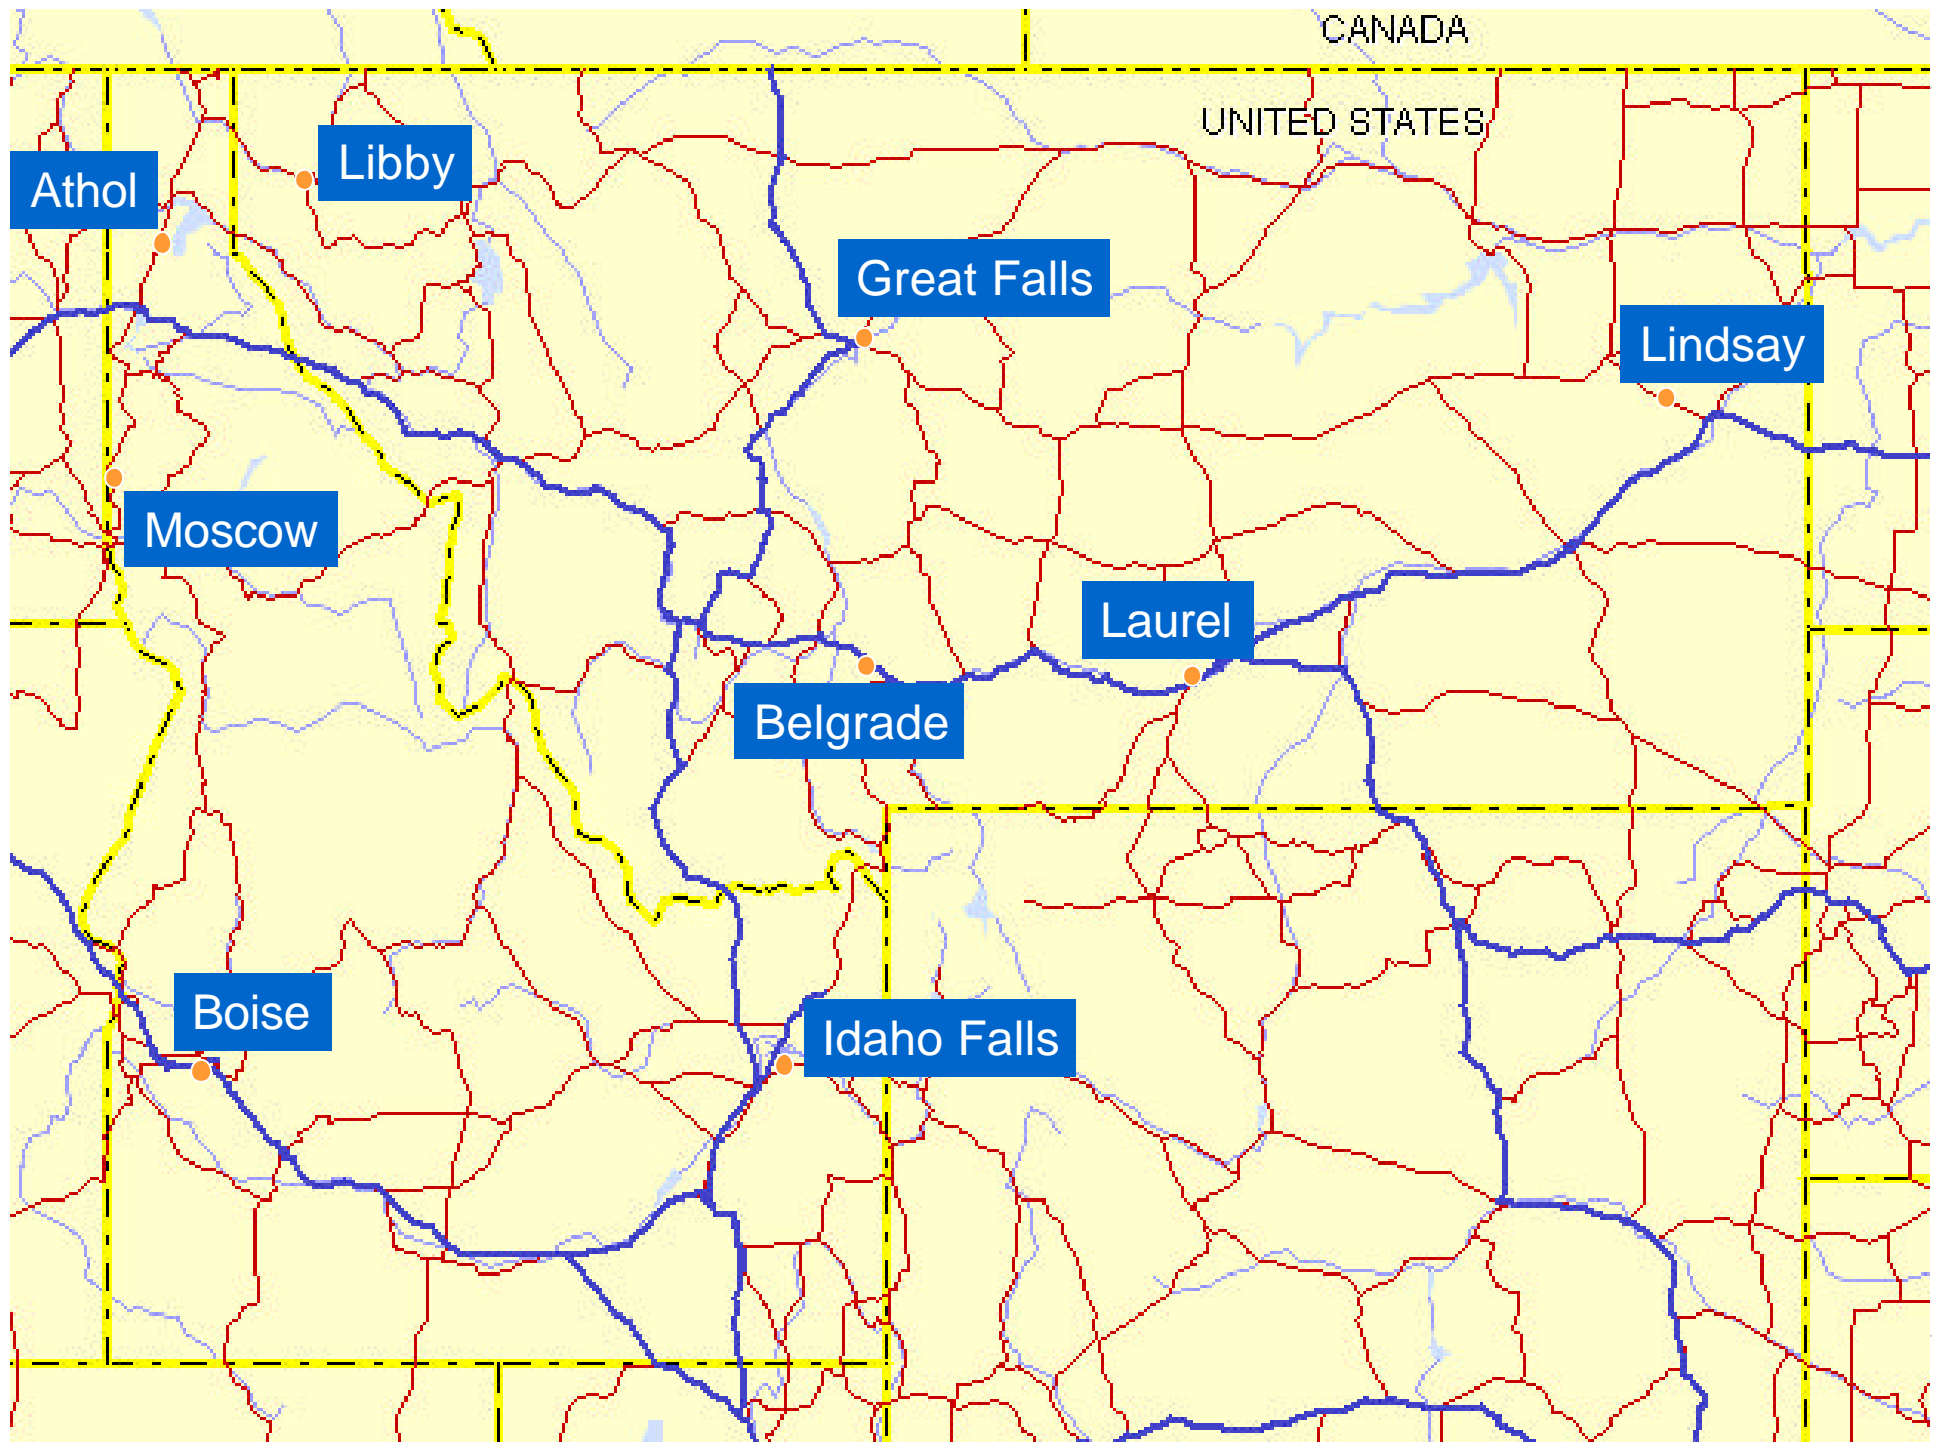 CANADA
UNITED STATES
Libby
Athol
Great Falls
Lindsay
Moscow
Laurel
Belgrade
Boise
Idaho Falls